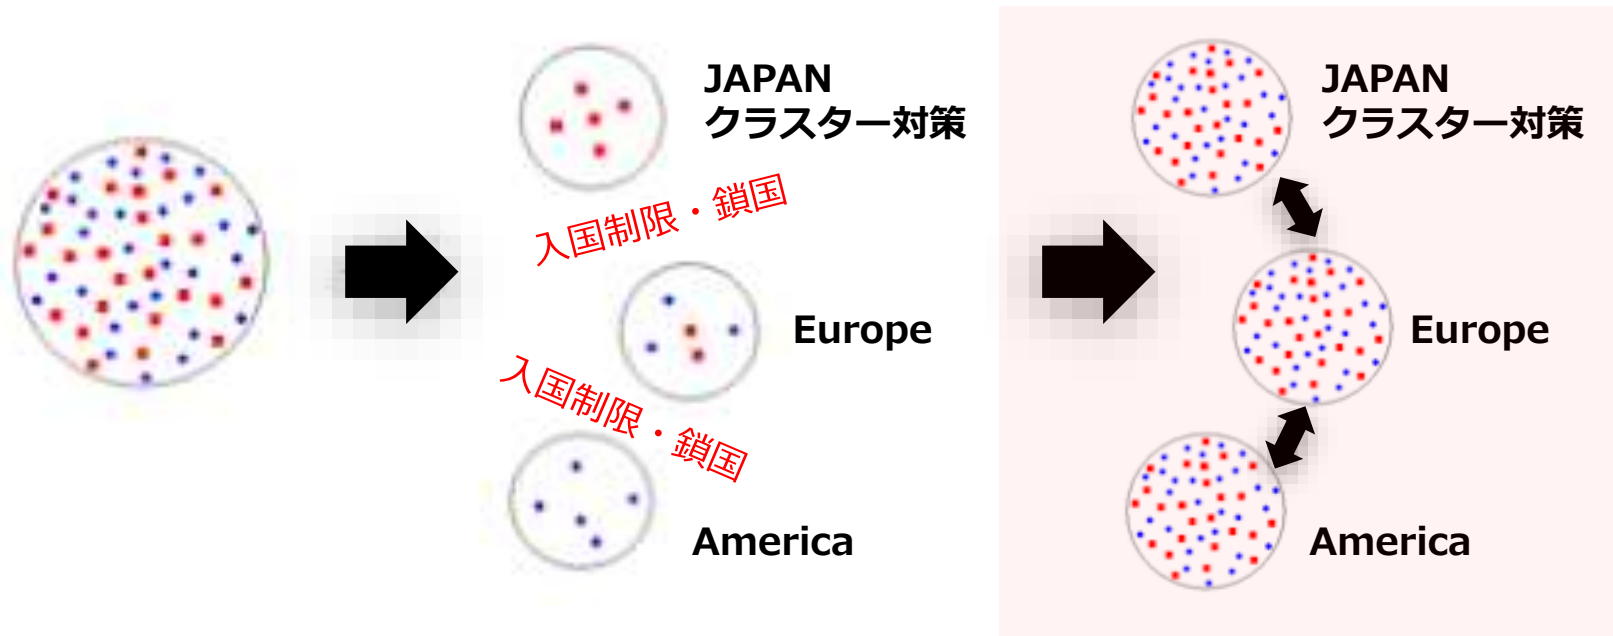 JAPAN
クラスター対策
入国制限・鎖国
Europe
入国制限・鎖国
America
JAPAN
クラスター対策
Europe
America